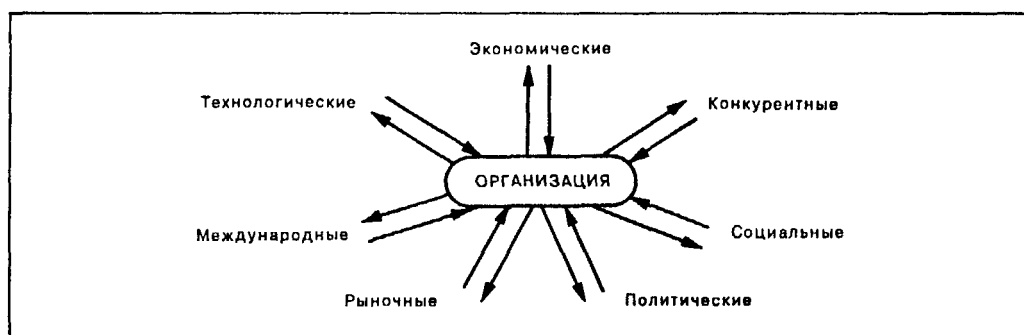 Экономические
Технологические
Конкурентные
ОРГАНИЗАЦИЯ
Международные
Социальные
Рыночные
Политические